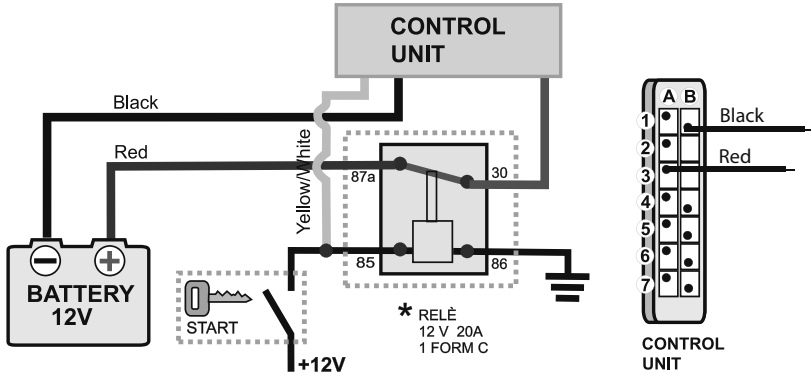 CONTROL
UNIT
Black
Red
Yellow/White
87a
30
85
86
BATTERY
12V
START
+12V
* RELÈ
12 V 20A
1 FORM C
A B
1
2
3
4
5
6
7
Black
Red
CONTROL
UNIT